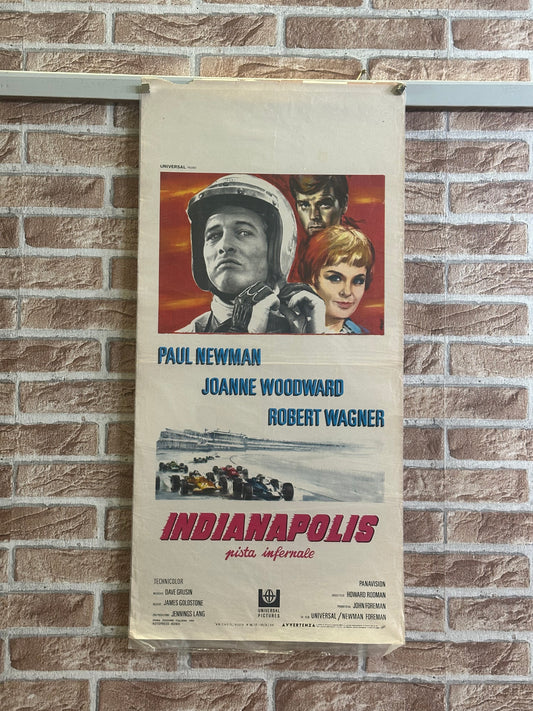 UNIVERSAL
PAUL NEWMAN
JOANNE WOODWARD
ROBERT WAGNER
INDIANAPOLIS
pista infernale
TECHNICOLOR
DAVE GRUSIN
JAMES GOLDSTONE
JENNINGS LANG
UNIVERSAL
PICTURES
PANAVISION
HOWARD RODMAN
JOHN FOREMAN
UNIVERSAL / NEWMAN FOREMAN
AVVERTENZA